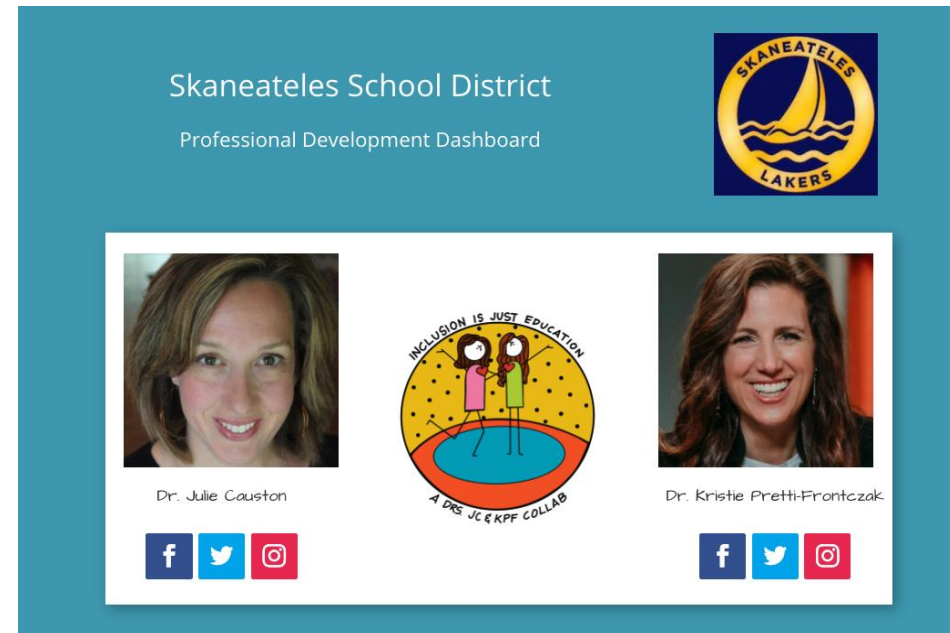 Skaneateles School District
Professional Development Dashboard
SKANEATELES
LAKERS
INCLUSION IS JUST EDUCATION
A DRS. JC & KPF COLLAB
Dr. Julie Causton
Dr. Kristie Pretti-Frontczak